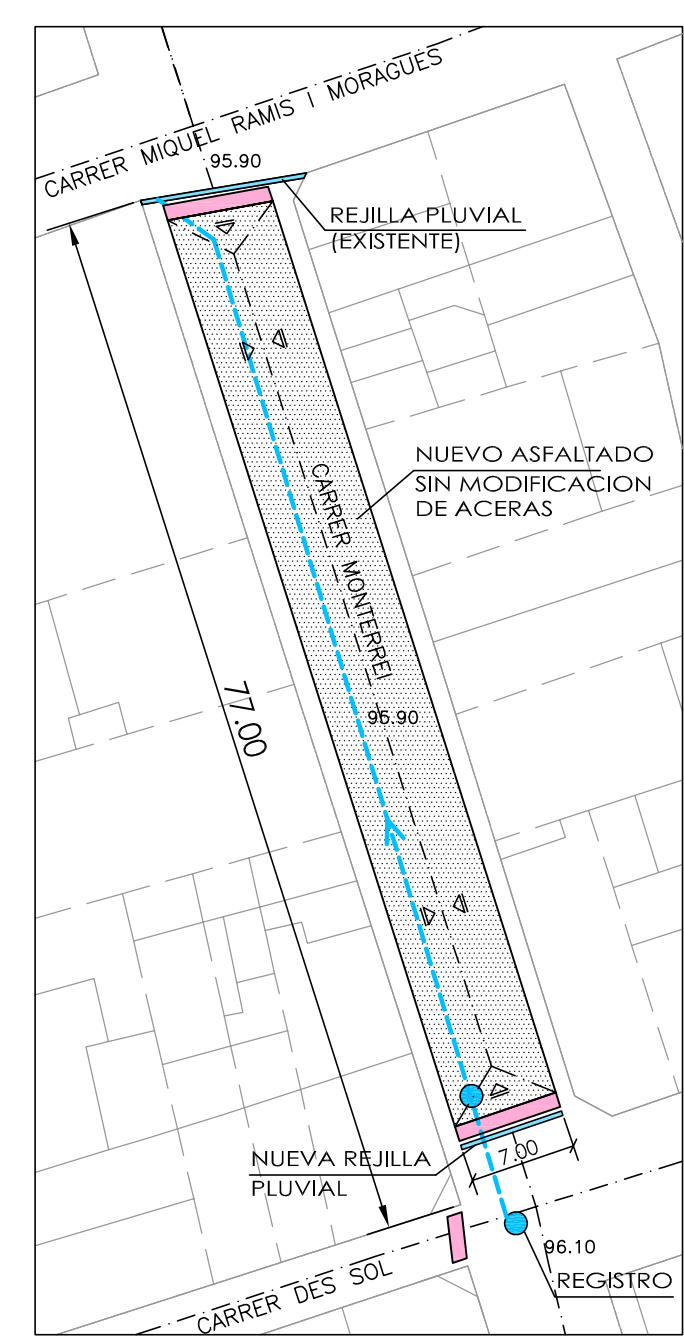 CARRER MIQUEL RAMIS I MORAGUES
95.90
REJILLA PLUVIAL
(EXISTENTE)
NUEVO ASFALTADO
SIN MODIFICACION
DE ACERAS
CARRER MONTERREI
77.00
95.90
NUEVA REJILLA
PLUVIAL
7.00
96.10
REGISTRO
CARRER DES SOL